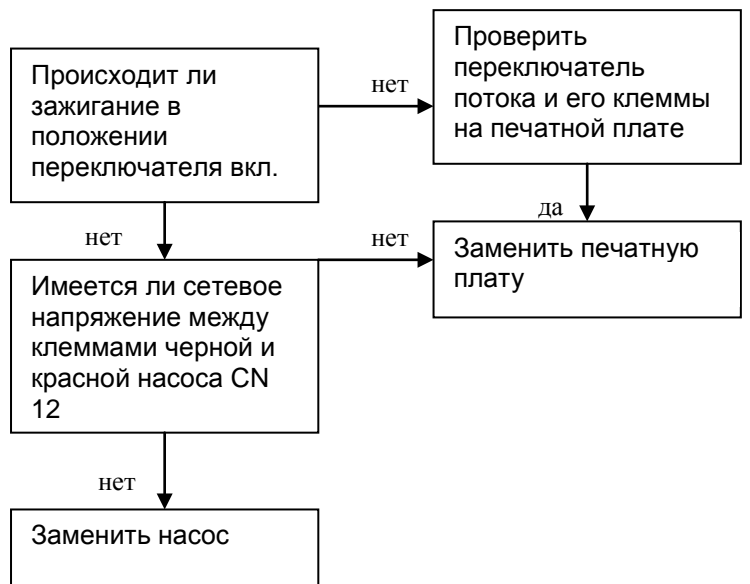 Происходит ли
зажигание в
положении
переключателя вкл.
нет
Проверить
переключатель
потока и его клеммы
на печатной плате
нет
да
нет
Имеется ли сетевое
напряжение между
клеммами черной и
красной насоса CN
12
Заменить печатную
плату
нет
Заменить насос